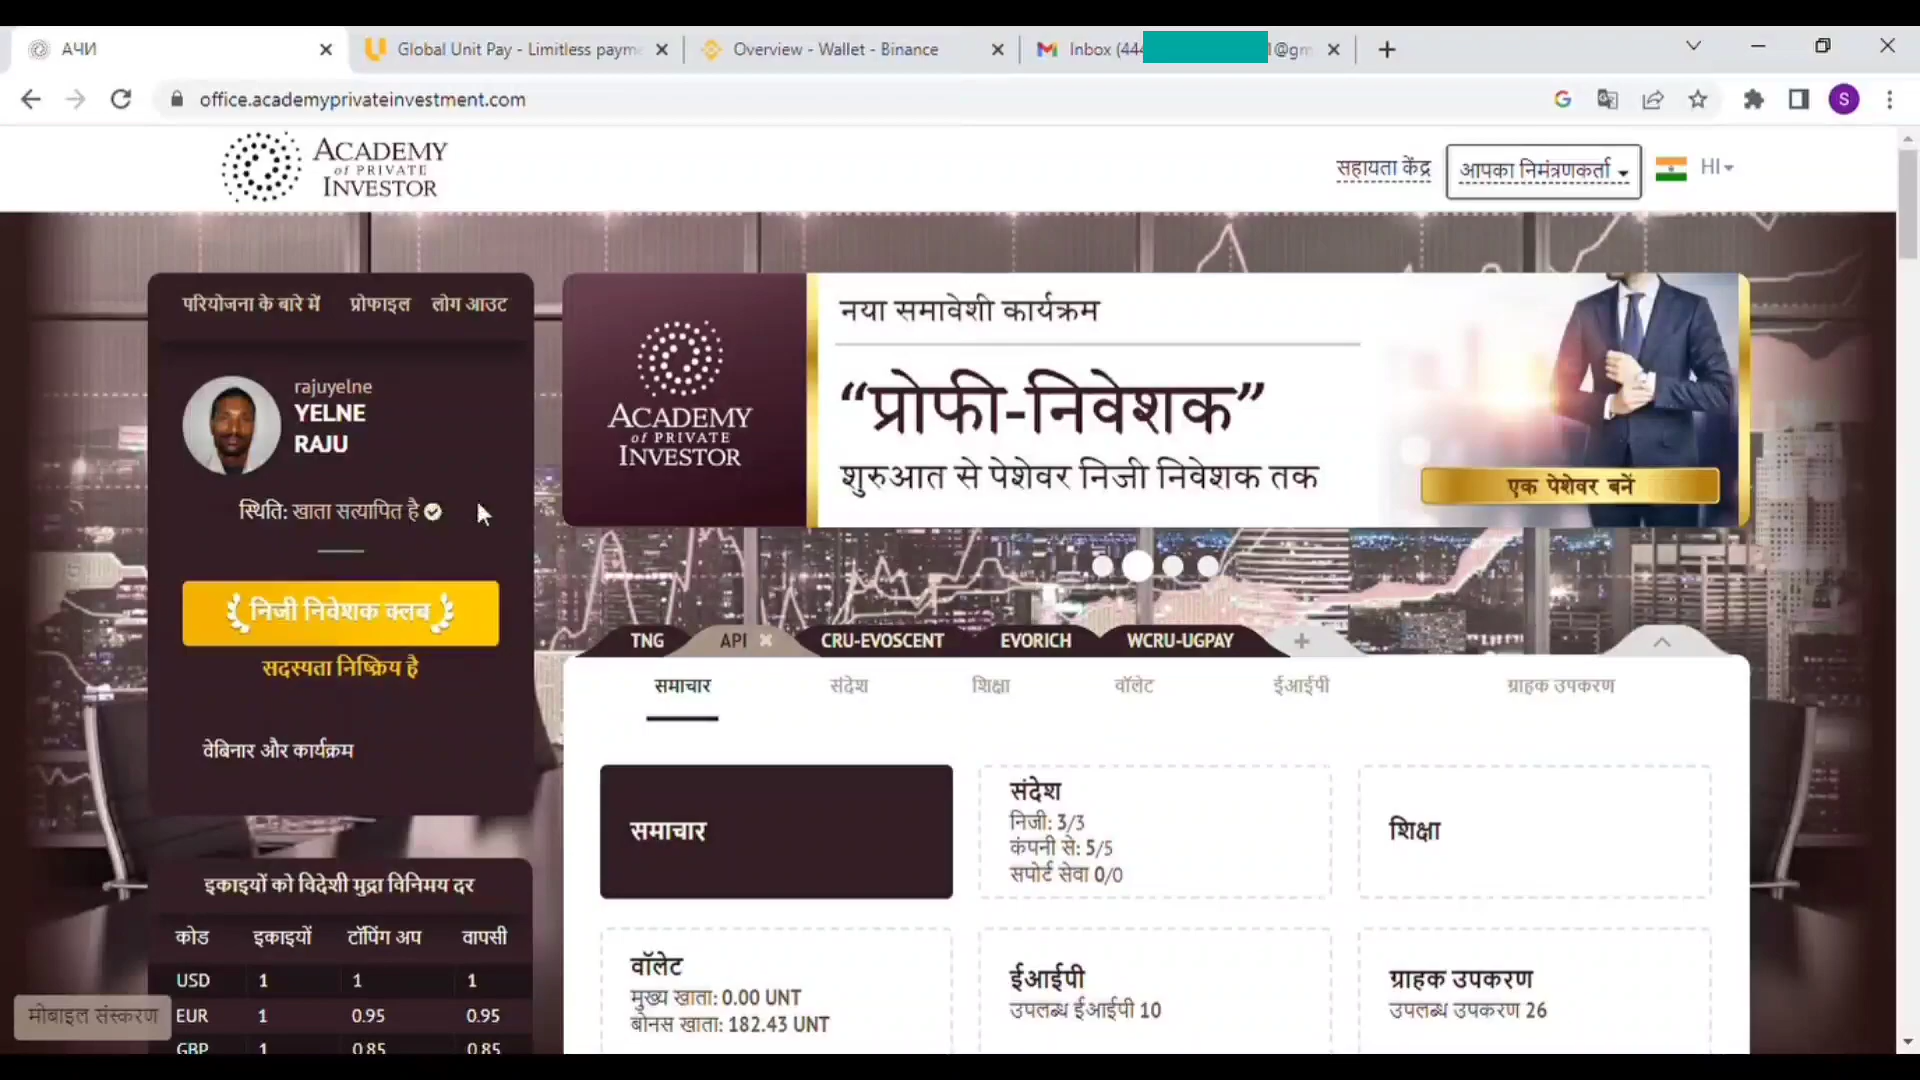 АЧИ
Global Unit Pay - Limitless paym
Overview - Wallet - Binance
Inbox (444
l@gm
office.academyprivateinvestment.com
S
ACADEMY
of PRIVATE
INVESTOR
सहायता केंद्र
आपका निमंत्रणकर्ता
HI
परियोजना के बारे में प्रोफाइल लोग आउट
rajuyelne
YELNE
RAJU
स्थिति: खाता सत्यापित है
निजी निवेशक क्लब
सदस्यता निष्क्रिय है
वेबिनार और कार्यक्रम
ACADEMY
of PRIVATE
INVESTOR
नया समावेशी कार्यक्रम
“प्रोफी-निवेशक”
शुरुआत से पेशेवर निजी निवेशक तक
एक पेशेवर बनें
TNG API CRU-EVOSCENT EVORICH WCRU-UGPAY
समाचार संदेश शिक्षा वॉलेट ईआईपी ग्राहक उपकरण
समाचार
संदेश
निजी: 3/3
कंपनी से: 5/5
सपोर्ट सेवा 0/0
शिक्षा
वॉलेट
मुख्य खाता: 0.00 UNT
बोनस खाता: 182.43 UNT
ईआईपी
उपलब्ध ईआईपी 10
ग्राहक उपकरण
उपलब्ध उपकरण 26
इकाइयों को विदेशी मुद्रा विनिमय दर
कोड इकाइयों टॉपिंग अप वापसी
USD 1 1 1
EUR 1 0.95 0.95
GBP 1 0.85 0.85
मोबाइल संस्करण